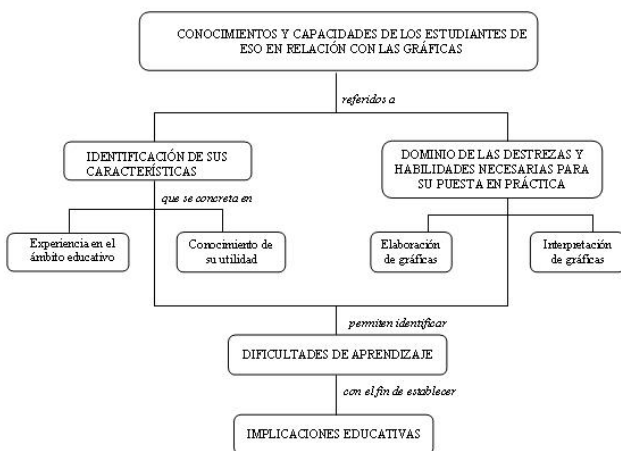 CONOCIMIENTOS Y CAPACIDADES DE LOS ESTUDIANTES DE
ESO EN RELACIÓN CON LAS GRÁFICAS
referidos a
IDENTIFICACIÓN DE SUS
CARACTERÍSTICAS
DOMINIO DE LAS DESTREZAS Y
HABILIDADES NECESARIAS PARA
SU PUESTA EN PRÁCTICA
que se concreta en
Experiencia en el
ámbito educativo
Conocimiento de
su utilidad
Elaboración
de gráficas
Interpretación
de gráficas
permiten identificar
DIFICULTADES DE APRENDIZAJE
con el fin de establecer
IMPLICACIONES EDUCATIVAS